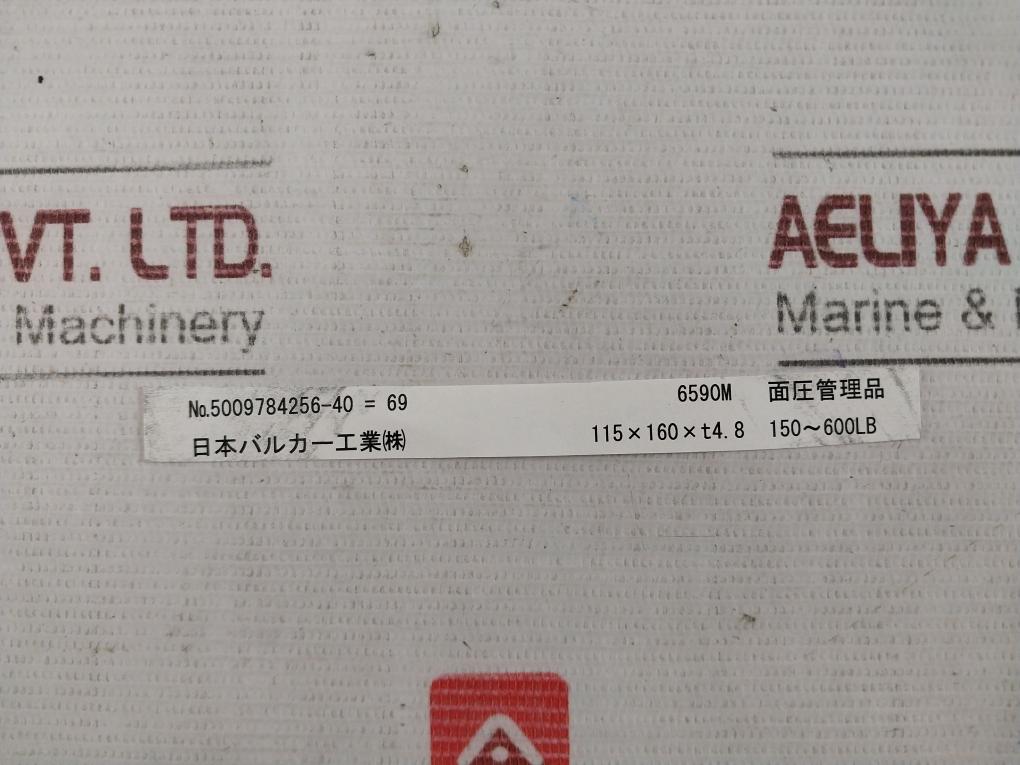 VT. LTD.
Machinery
AELIYA
Marine &
No.5009784256-40 = 69
6590M 面圧管理品
日本バルカー工業㈱
115×160×t4.8 150～600LB